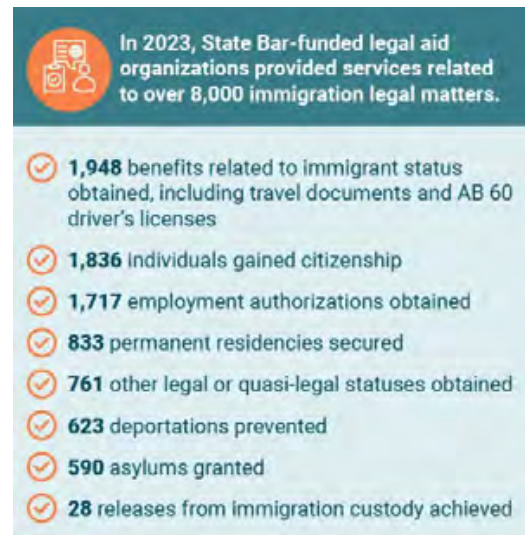 In 2023, State Bar-funded legal aid
organizations provided services related
to over 8,000 immigration legal matters.
1,948 benefits related to immigrant status
obtained, including travel documents and AB 60
driver's licenses
1,836 individuals gained citizenship
1,717 employment authorizations obtained
833 permanent residencies secured
761 other legal or quasi-legal statuses obtained
623 deportations prevented
590 asylums granted
28 releases from immigration custody achieved